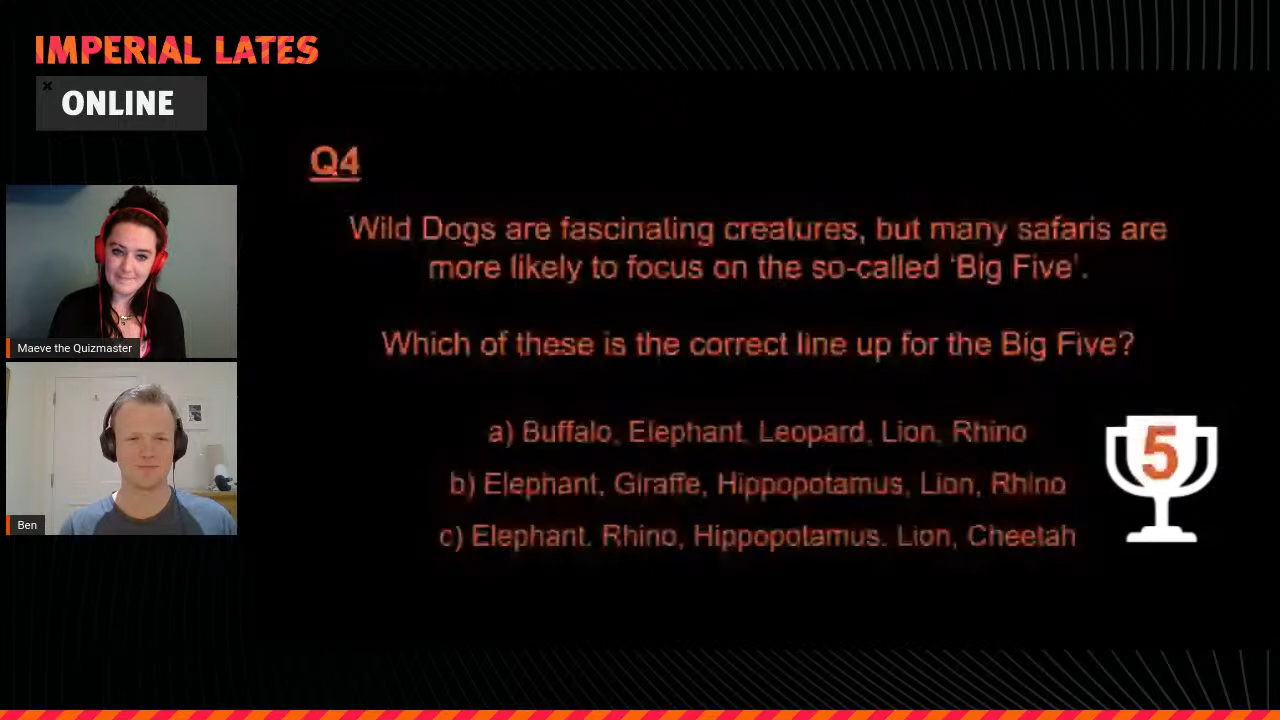 IMPERIAL LATES
ONLINE
Q4
Wild Dogs are fascinating creatures, but many safaris are
more likely to focus on the so-called ‘Big Five’.
Which of these is the correct line up for the Big Five?
a) Buffalo, Elephant, Leopard, Lion, Rhino
b) Elephant, Giraffe, Hippopotamus, Lion, Rhino
c) Elephant, Rhino, Hippopotamus, Lion, Cheetah
5
Maeve the Quizmaster
Ben